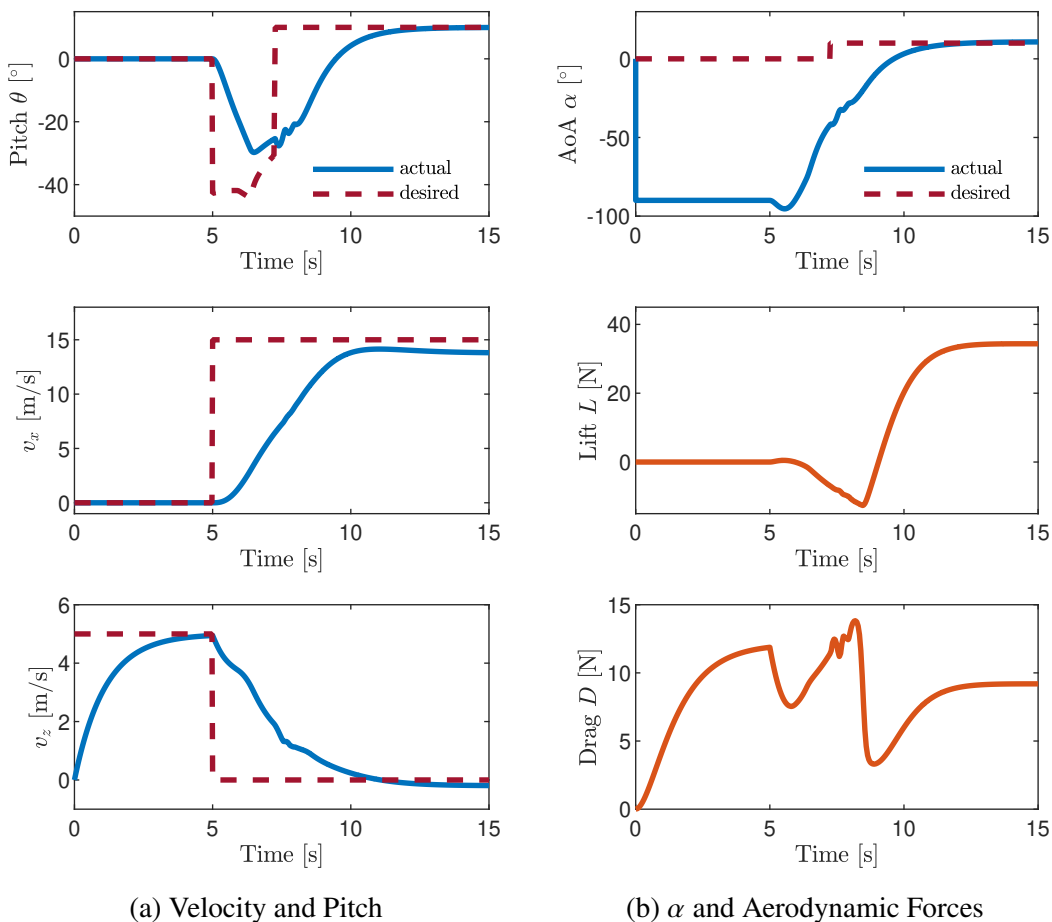 Pitch θ [°]
0
-20
-40
actual
desired
0 5 10 15
Time [s]
v_x [m/s]
15
10
5
0
0 5 10 15
Time [s]
v_z [m/s]
6
4
2
0
0 5 10 15
Time [s]
(a) Velocity and Pitch
AoA α [°]
0
-50
-100
actual
desired
0 5 10 15
Time [s]
Lift L [N]
40
20
0
0 5 10 15
Time [s]
Drag D [N]
15
10
5
0
0 5 10 15
Time [s]
(b) α and Aerodynamic Forces